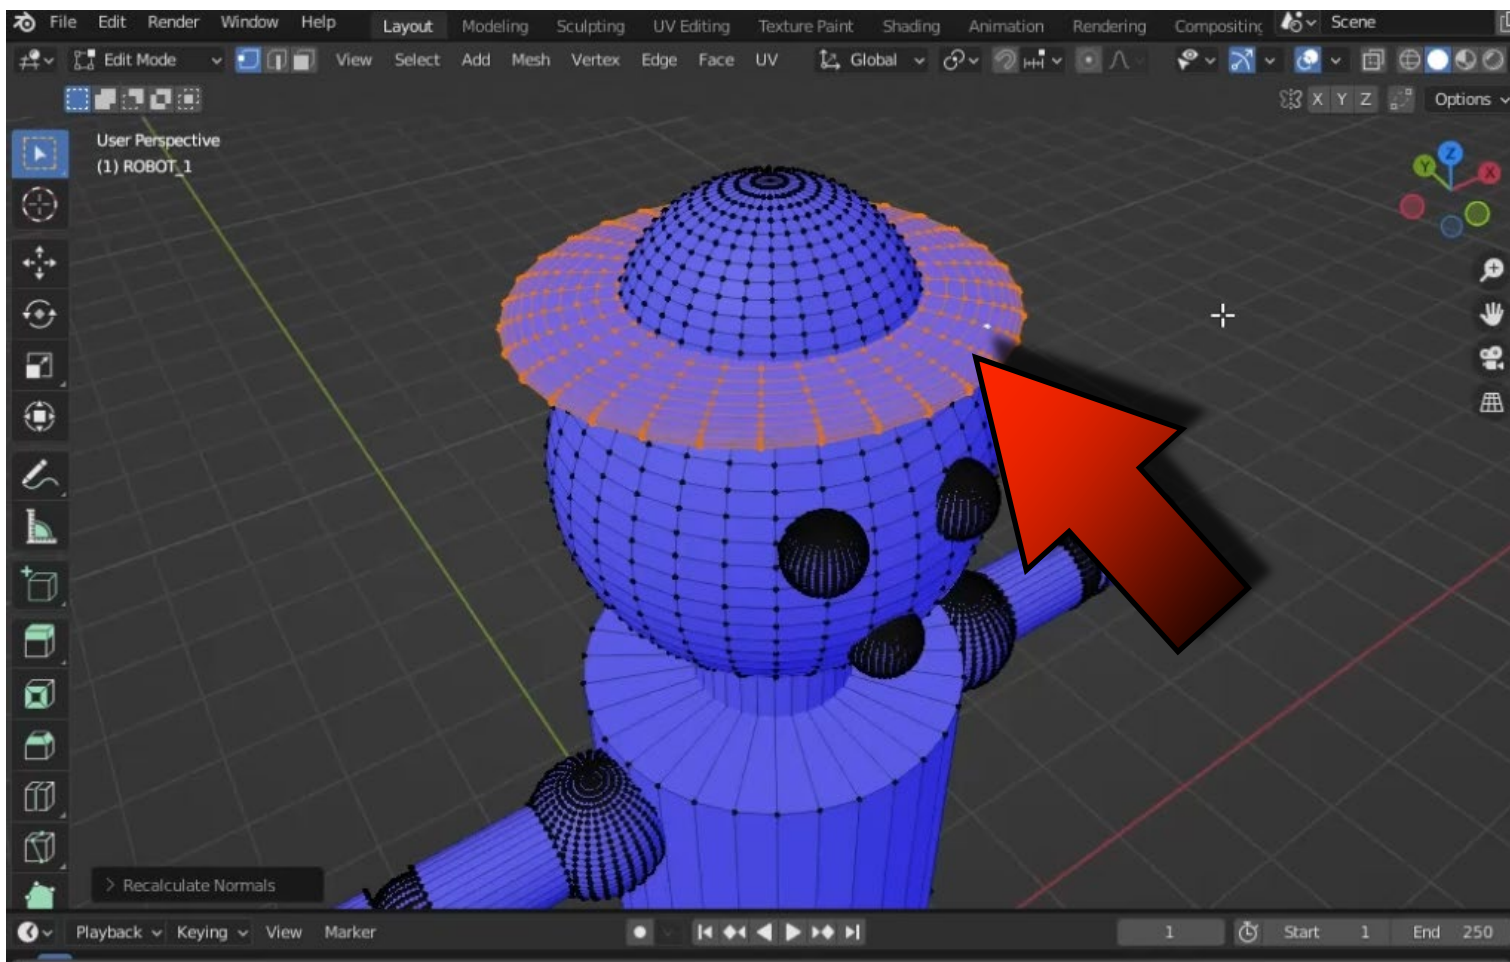 File Edit Render Window Help Layout Modeling Sculpting UV Editing Texture Paint Shading Animation Rendering Compositing Scene
Edit Mode View Select Add Mesh Vertex Edge Face UV Global
X Y Z Options
User Perspective
(1) ROBOT_1
Z
Y X
> Recalculate Normals
Playback Keying View Marker 1 Start 1 End 250